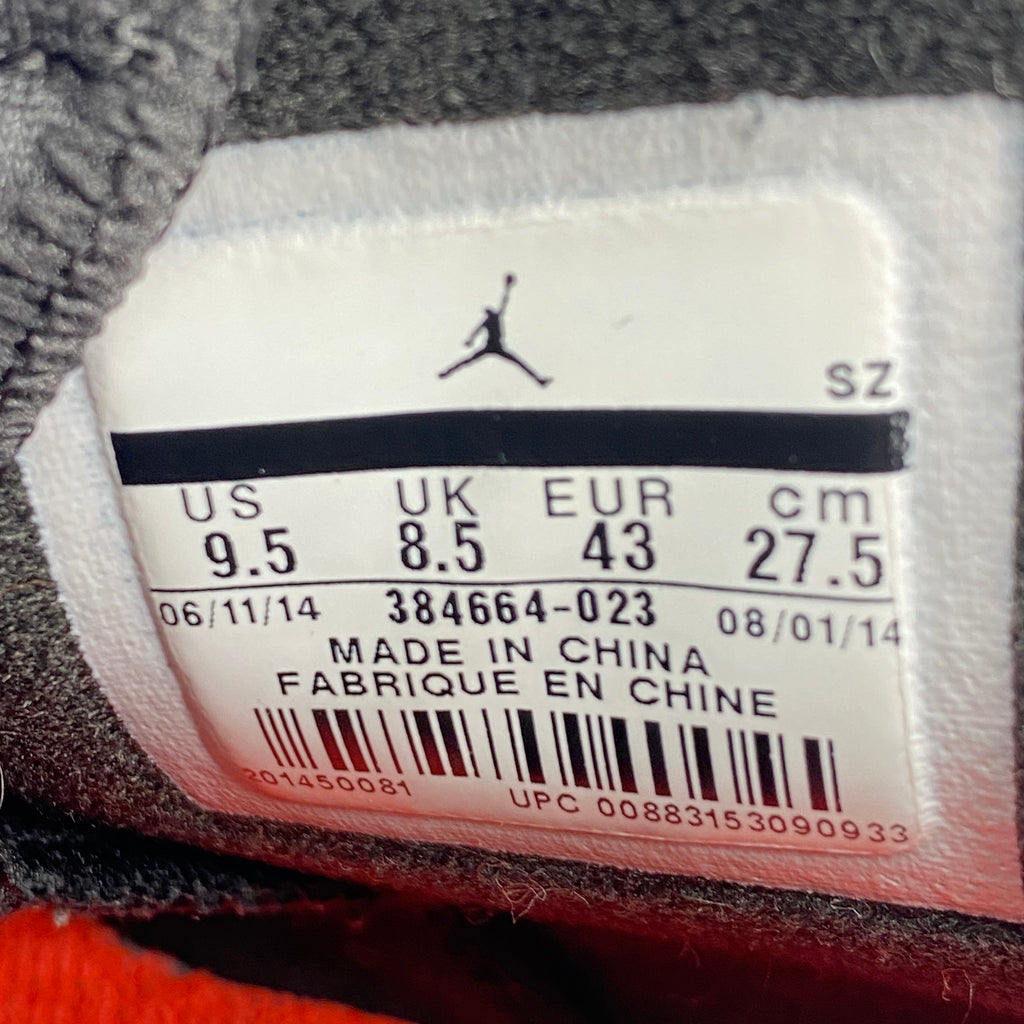 SZ
US UK EUR cm
9.5 8.5 43 27.5
06/11/14 384664-023 08/01/14
MADE IN CHINA
FABRIQUE EN CHINE
201450081 UPC 00883153090933